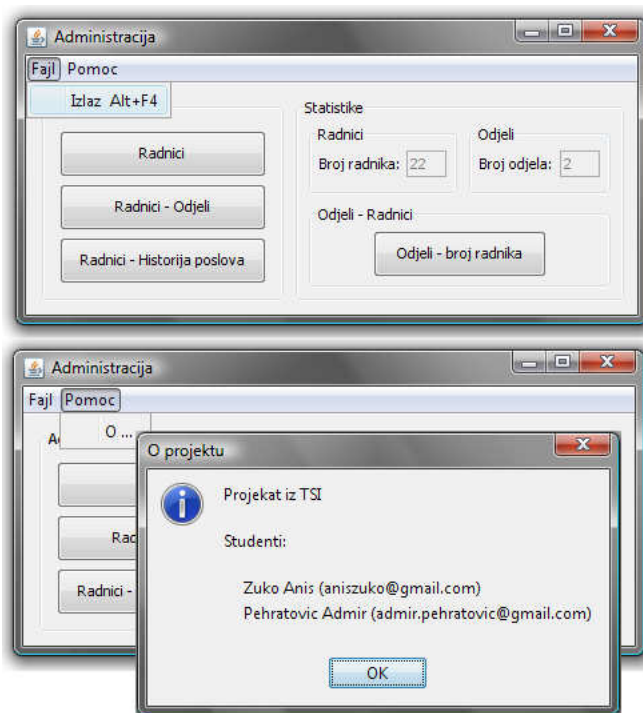 Administracija
Fajl Pomoc
Izlaz Alt+F4
Statistike
Radnici Odjeli
Radnici
Broj radnika: 22 Broj odjela: 2
Radnici - Odjeli
Odjeli - Radnici
Radnici - Historija poslova
Odjeli - broj radnika
Administracija
Fajl Pomoc
O ...
O projektu
Projekat iz TSI
Studenti:
Radnici -
Zuko Anis (aniszuko@gmail.com)
Pehratovic Admir (admir.pehratovic@gmail.com)
OK